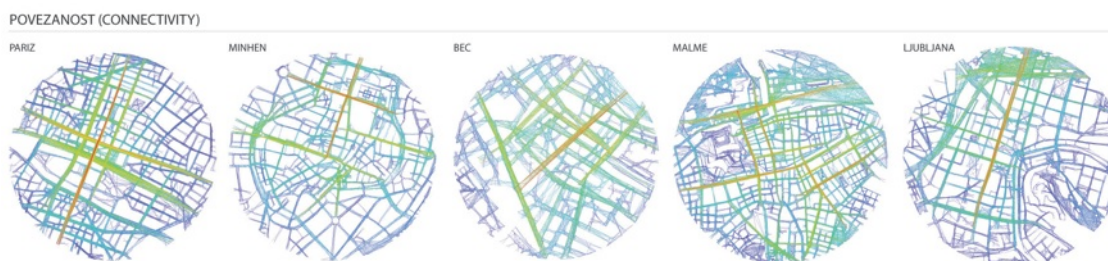 POVEZANOST (CONNECTIVITY)
PARIZ
MINHEN
BEC
MALME
LJUBLJANA